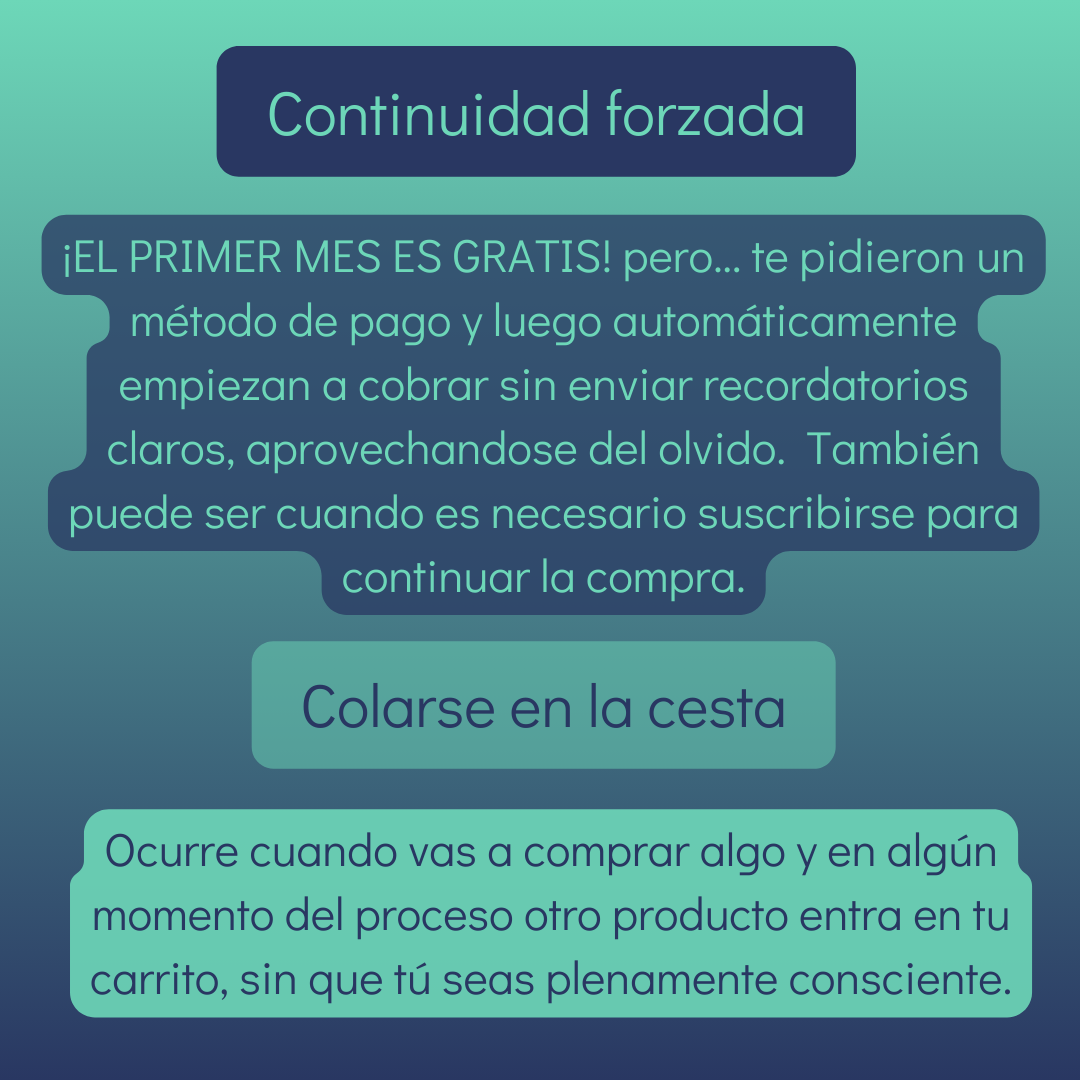 Continuidad forzada
¡EL PRIMER MES ES GRATIS! pero... te pidieron un
método de pago y luego automáticamente
empiezan a cobrar sin enviar recordatorios
claros, aprovechandose del olvido.  También
puede ser cuando es necesario suscribirse para
continuar la compra.
Colarse en la cesta
Ocurre cuando vas a comprar algo y en algún
momento del proceso otro producto entra en tu
carrito, sin que tú seas plenamente consciente.